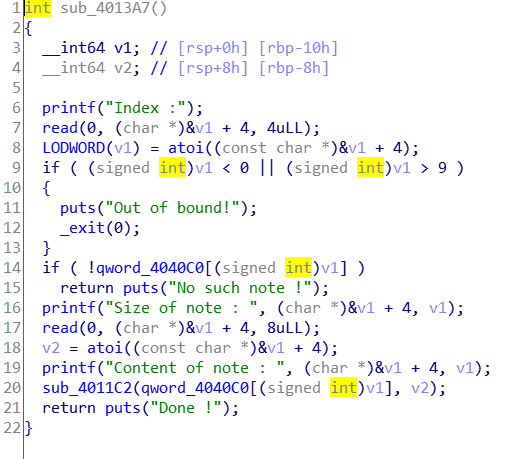 1 int sub_4013A7()
2 {
3   __int64 v1; // [rsp+0h] [rbp-10h]
4   __int64 v2; // [rsp+8h] [rbp-8h]
5
6   printf("Index :");
7   read(0, (char *)&v1 + 4, 4uLL);
8   LODWORD(v1) = atoi((const char *)&v1 + 4);
9   if ( (signed int)v1 < 0 || (signed int)v1 > 9 )
10   {
11     puts("Out of bound!");
12     _exit(0);
13   }
14   if ( !qword_4040C0[(signed int)v1] )
15     return puts("No such note !");
16   printf("Size of note : ", (char *)&v1 + 4, v1);
17   read(0, (char *)&v1 + 4, 8uLL);
18   v2 = atoi((const char *)&v1 + 4);
19   printf("Content of note : ", (char *)&v1 + 4, v1);
20   sub_4011C2(qword_4040C0[(signed int)v1], v2);
21   return puts("Done !");
22 }